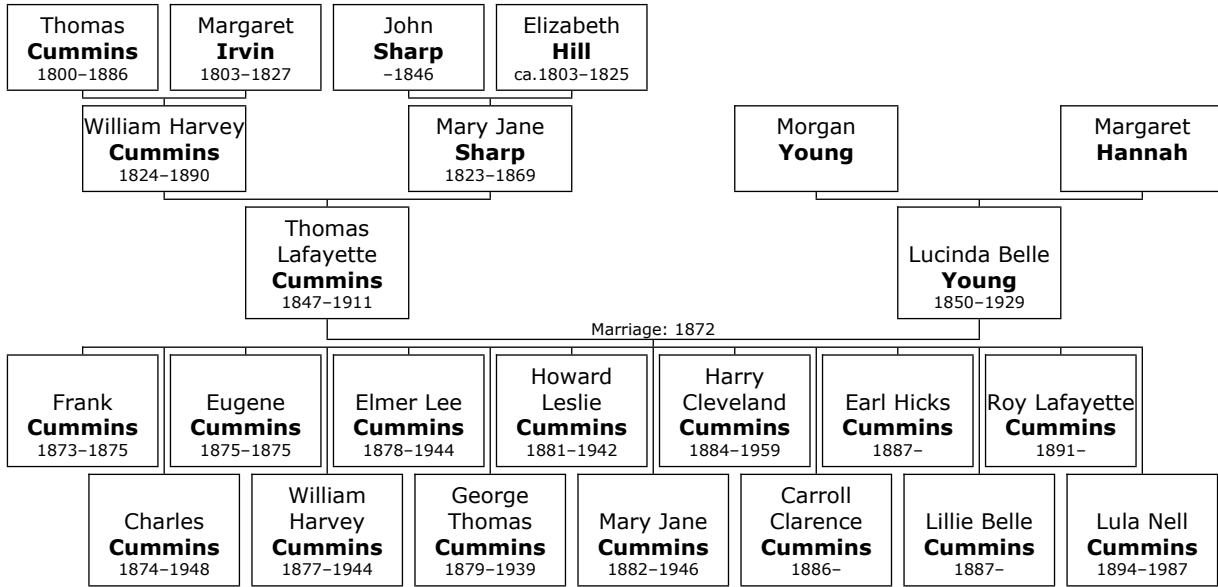 Thomas
Cummins
1800–1886
Margaret
Irvin
1803–1827
John
Sharp
–1846
Elizabeth
Hill
ca.1803–1825
William Harvey
Cummins
1824–1890
Mary Jane
Sharp
1823–1869
Morgan
Young
Margaret
Hannah
Thomas
Lafayette
Cummins
1847–1911
Lucinda Belle
Young
1850–1929
Marriage: 1872
Frank
Cummins
1873–1875
Eugene
Cummins
1875–1875
Elmer Lee
Cummins
1878–1944
Howard
Leslie
Cummins
1881–1942
Harry
Cleveland
Cummins
1884–1959
Earl Hicks
Cummins
1887–
Roy Lafayette
Cummins
1891–
Charles
Cummins
1874–1948
William
Harvey
Cummins
1877–1944
George
Thomas
Cummins
1879–1939
Mary Jane
Cummins
1882–1946
Carroll
Clarence
Cummins
1886–
Lillie Belle
Cummins
1887–
Lula Nell
Cummins
1894–1987